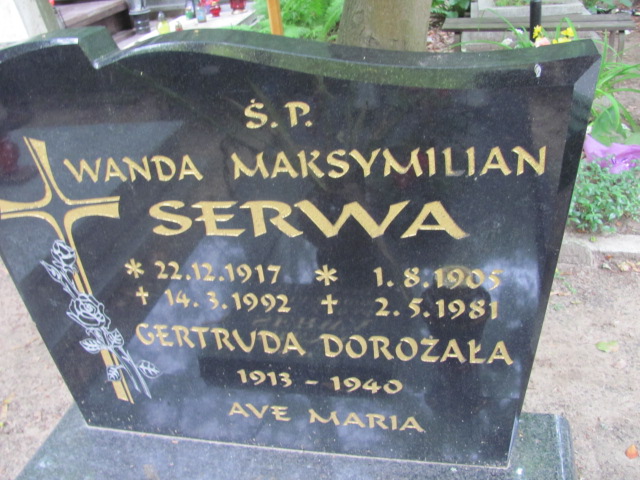 Ś.P.
WANDA MAKSYMILIAN
SERWA
* 22.12.1917 * 1.8.1905
+ 14.3.1992 + 2.5.1981
GERTRUDA DOROŻAŁA
1913 - 1940
AVE MARIA